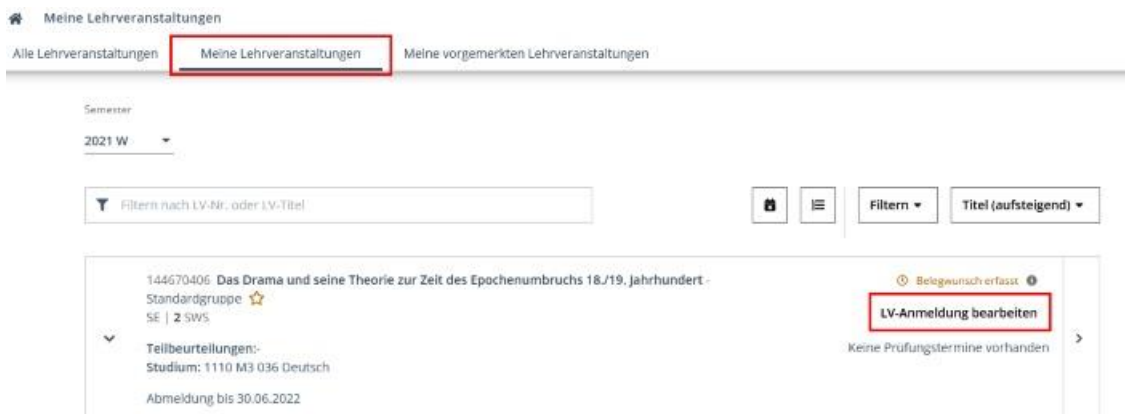 Meine Lehrveranstaltungen
Alle Lehrveranstaltungen Meine Lehrveranstaltungen Meine vorgemerkten Lehrveranstaltungen
Semester
2021 W
Filtern nach LV-Nr. oder LV-Titel Filtern Titel (aufsteigend)
144670406 Das Drama und seine Theorie zur Zeit des Epochenumbruchs 18./19. Jahrhundert - Belegwunsch erfasst
Standardgruppe
LV-Anmeldung bearbeiten
SE | 2 SWS
Teilbeurteilungen:- Keine Prüfungstermine vorhanden
Studium: 1110 M3 036 Deutsch
Abmeldung bis 30.06.2022